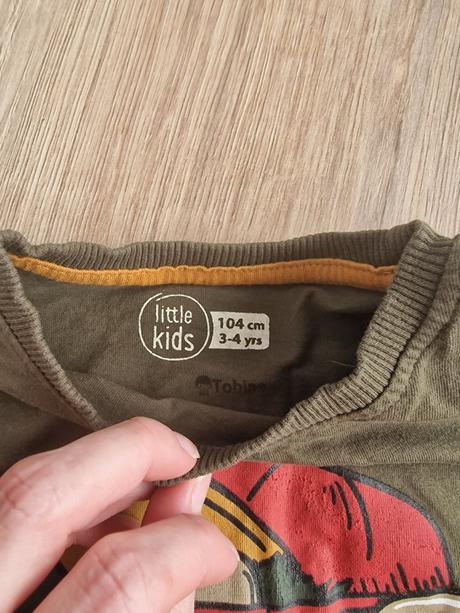 little
kids
104 cm
3-4 yrs